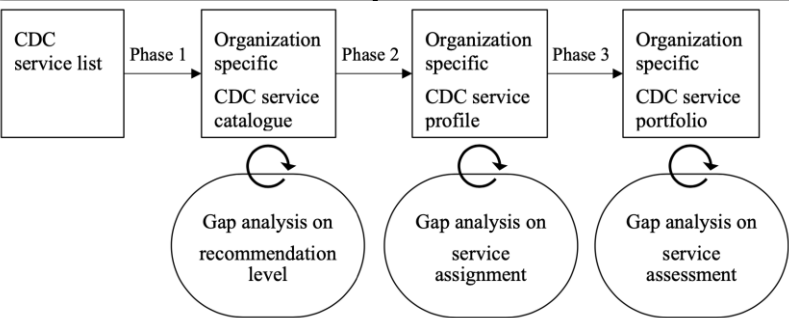 CDC
service list
Phase 1
Organization
specific
CDC service
catalogue
Phase 2
Organization
specific
CDC service
profile
Phase 3
Organization
specific
CDC service
portfolio
Gap analysis on
recommendation
level
Gap analysis on
service
assignment
Gap analysis on
service
assessment